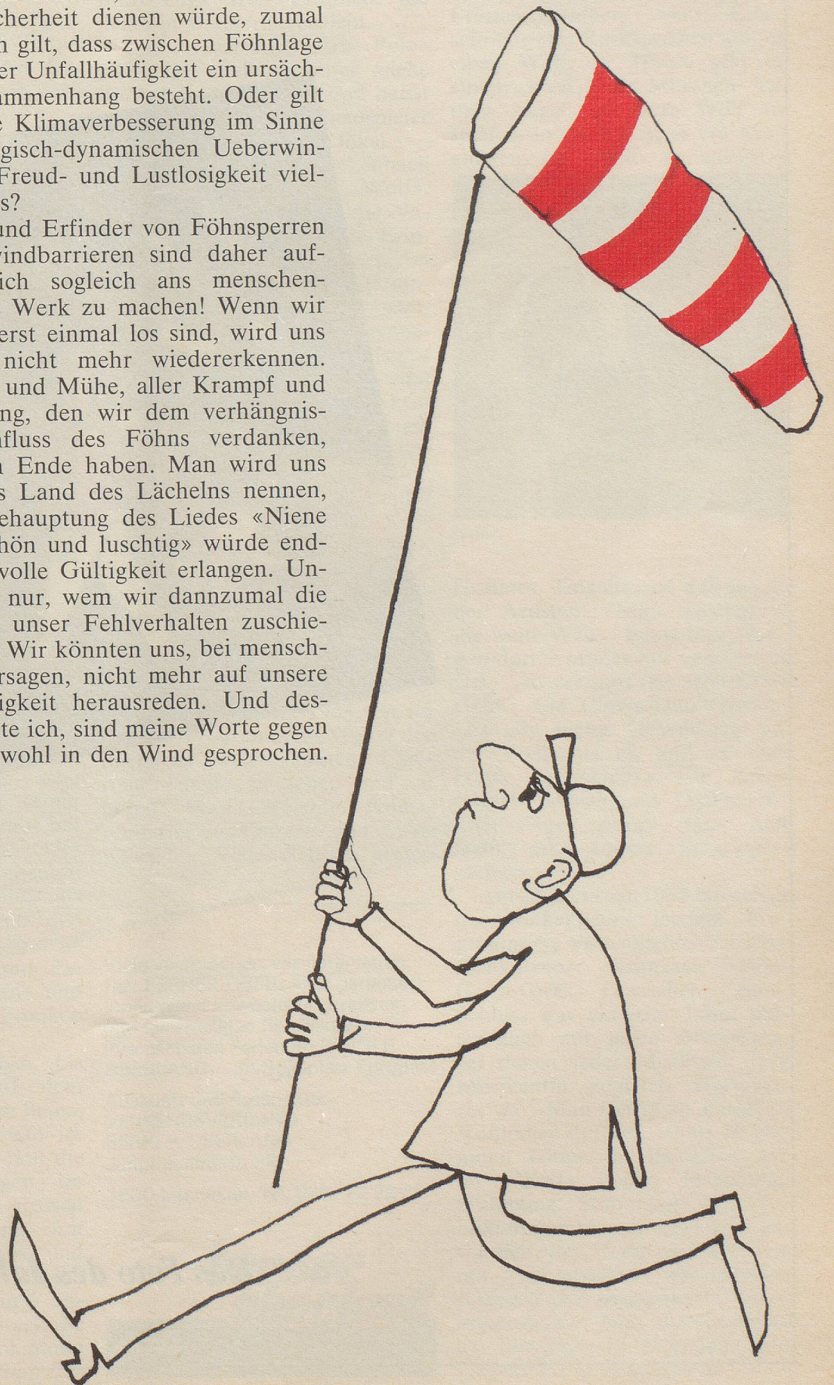 cherheit dienen würde, zumal
gilt, dass zwischen Föhnlage
er Unfallhäufigkeit ein ursäch-
ammenhang besteht. Oder gilt
e Klimaverbesserung im Sinne
gisch-dynamischen Ueberwin-
Freud- und Lustlosigkeit viel-
s?
und Erfinder von Föhnsperren
windbarrieren sind daher auf-
ich sogleich ans menschen-
Werk zu machen! Wenn wir
erst einmal los sind, wird uns
nicht mehr wiedererkennen.
und Mühe, aller Krampf und
ng, den wir dem verhängnis-
nfluss des Föhns verdanken,
n Ende haben. Man wird uns
s Land des Lächelns nennen,
ehauptung des Liedes «Niene
hön und luschtig» würde end-
volle Gültigkeit erlangen. Un-
nur, wem wir dannzumal die
unser Fehlverhalten zuschie-
Wir könnten uns, bei mensch-
rsagen, nicht mehr auf unsere
igkeit herausreden. Und des-
te ich, sind meine Worte gegen
wohl in den Wind gesprochen.